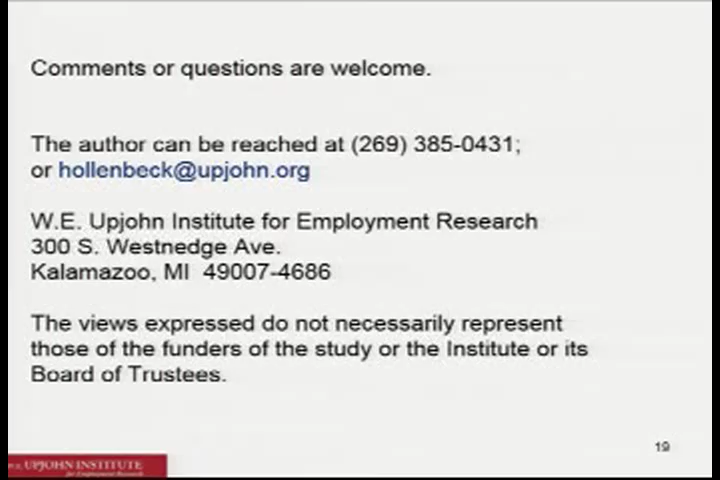 Comments or questions are welcome.
The author can be reached at (269) 385-0431;
or hollenbeck@upjohn.org
W.E. Upjohn Institute for Employment Research
300 S. Westnedge Ave.
Kalamazoo, MI 49007-4686
The views expressed do not necessarily represent
those of the funders of the study or the Institute or its
Board of Trustees.
19
W.E. UPJOHN INSTITUTE
for Employment Research